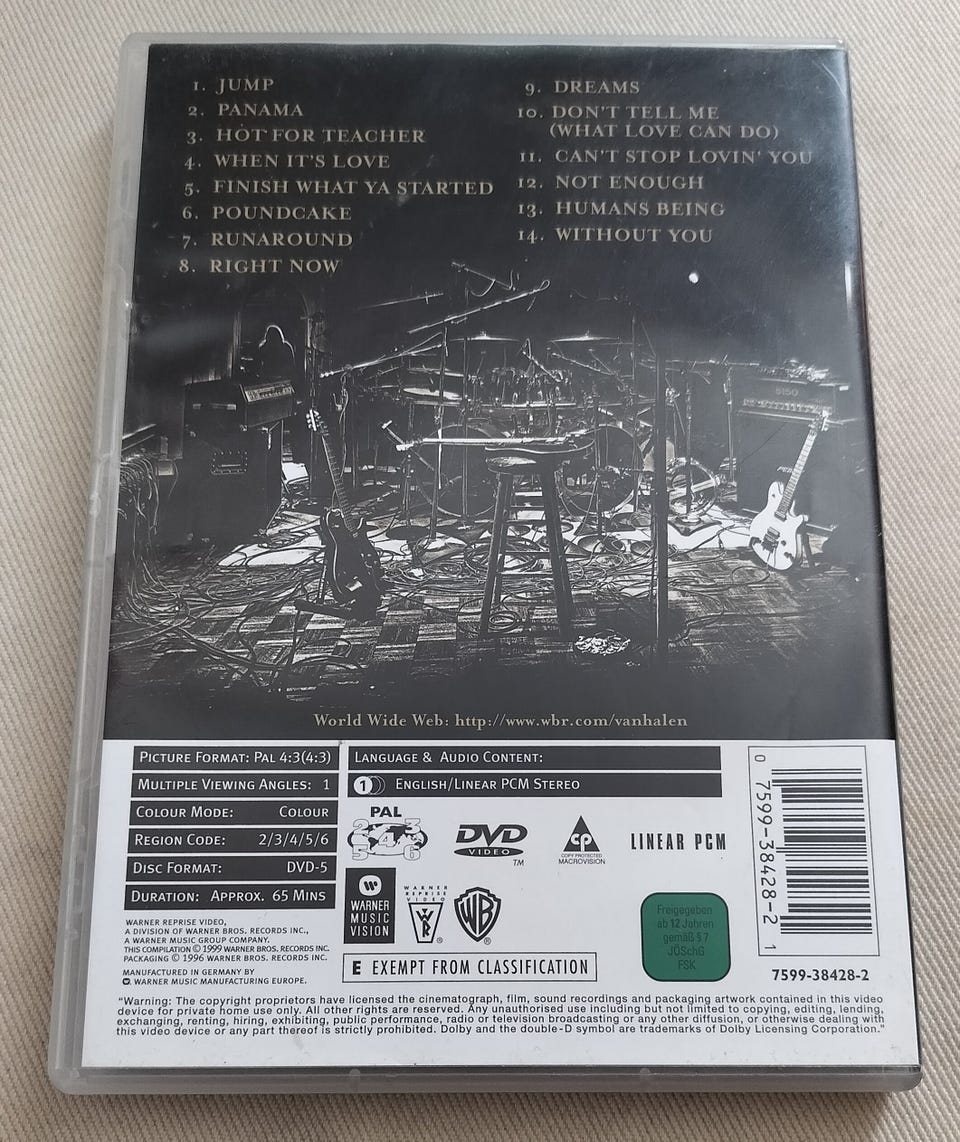 1. JUMP
2. PANAMA
3. HOT FOR TEACHER
4. WHEN IT'S LOVE
5. FINISH WHAT YA STARTED
6. POUNDCAKE
7. RUNAROUND
8. RIGHT NOW
9. DREAMS
10. DON'T TELL ME
(WHAT LOVE CAN DO)
11. CAN'T STOP LOVIN' YOU
12. NOT ENOUGH
13. HUMANS BEING
14. WITHOUT YOU
5150
World Wide Web: http://www.wbr.com/vanhalen
PICTURE FORMAT: PAL 4:3(4:3)
MULTIPLE VIEWING ANGLES: 1
COLOUR MODE: COLOUR
REGION CODE: 2/3/4/5/6
DISC FORMAT: DVD-5
DURATION: APPROX. 65 MINS
LANGUAGE & AUDIO CONTENT:
1 ENGLISH/LINEAR PCM STEREO
PAL
2 3
4
5 6
DVD
VIDEO
TM
CP
COPY PROTECTED
MACROVISION
LINEAR PCM
WARNER
MUSIC
VISION
WARNER
REPRISE
VIDEO
WR
V
®
WB
®
E EXEMPT FROM CLASSIFICATION
Freigegeben
ab 12 Jahren
gemäß § 7
JÖSchG
FSK
0 7599-38428-2 1
7599-38428-2
WARNER REPRISE VIDEO,
A DIVISION OF WARNER BROS. RECORDS INC.,
A WARNER MUSIC GROUP COMPANY.
THIS COMPILATION © 1999 WARNER BROS. RECORDS INC.
PACKAGING © 1996 WARNER BROS. RECORDS INC.
MANUFACTURED IN GERMANY BY
WARNER MUSIC MANUFACTURING EUROPE.
"Warning: The copyright proprietors have licensed the cinematograph, film, sound recordings and packaging artwork contained in this video
device for private home use only. All other rights are reserved. Any unauthorised use including but not limited to copying, editing, lending,
exchanging, renting, hiring, exhibiting, public performance, radio or television broadcasting or any other diffusion, or otherwise dealing with
this video device or any part thereof is strictly prohibited. Dolby and the double-D symbol are trademarks of Dolby Licensing Corporation."